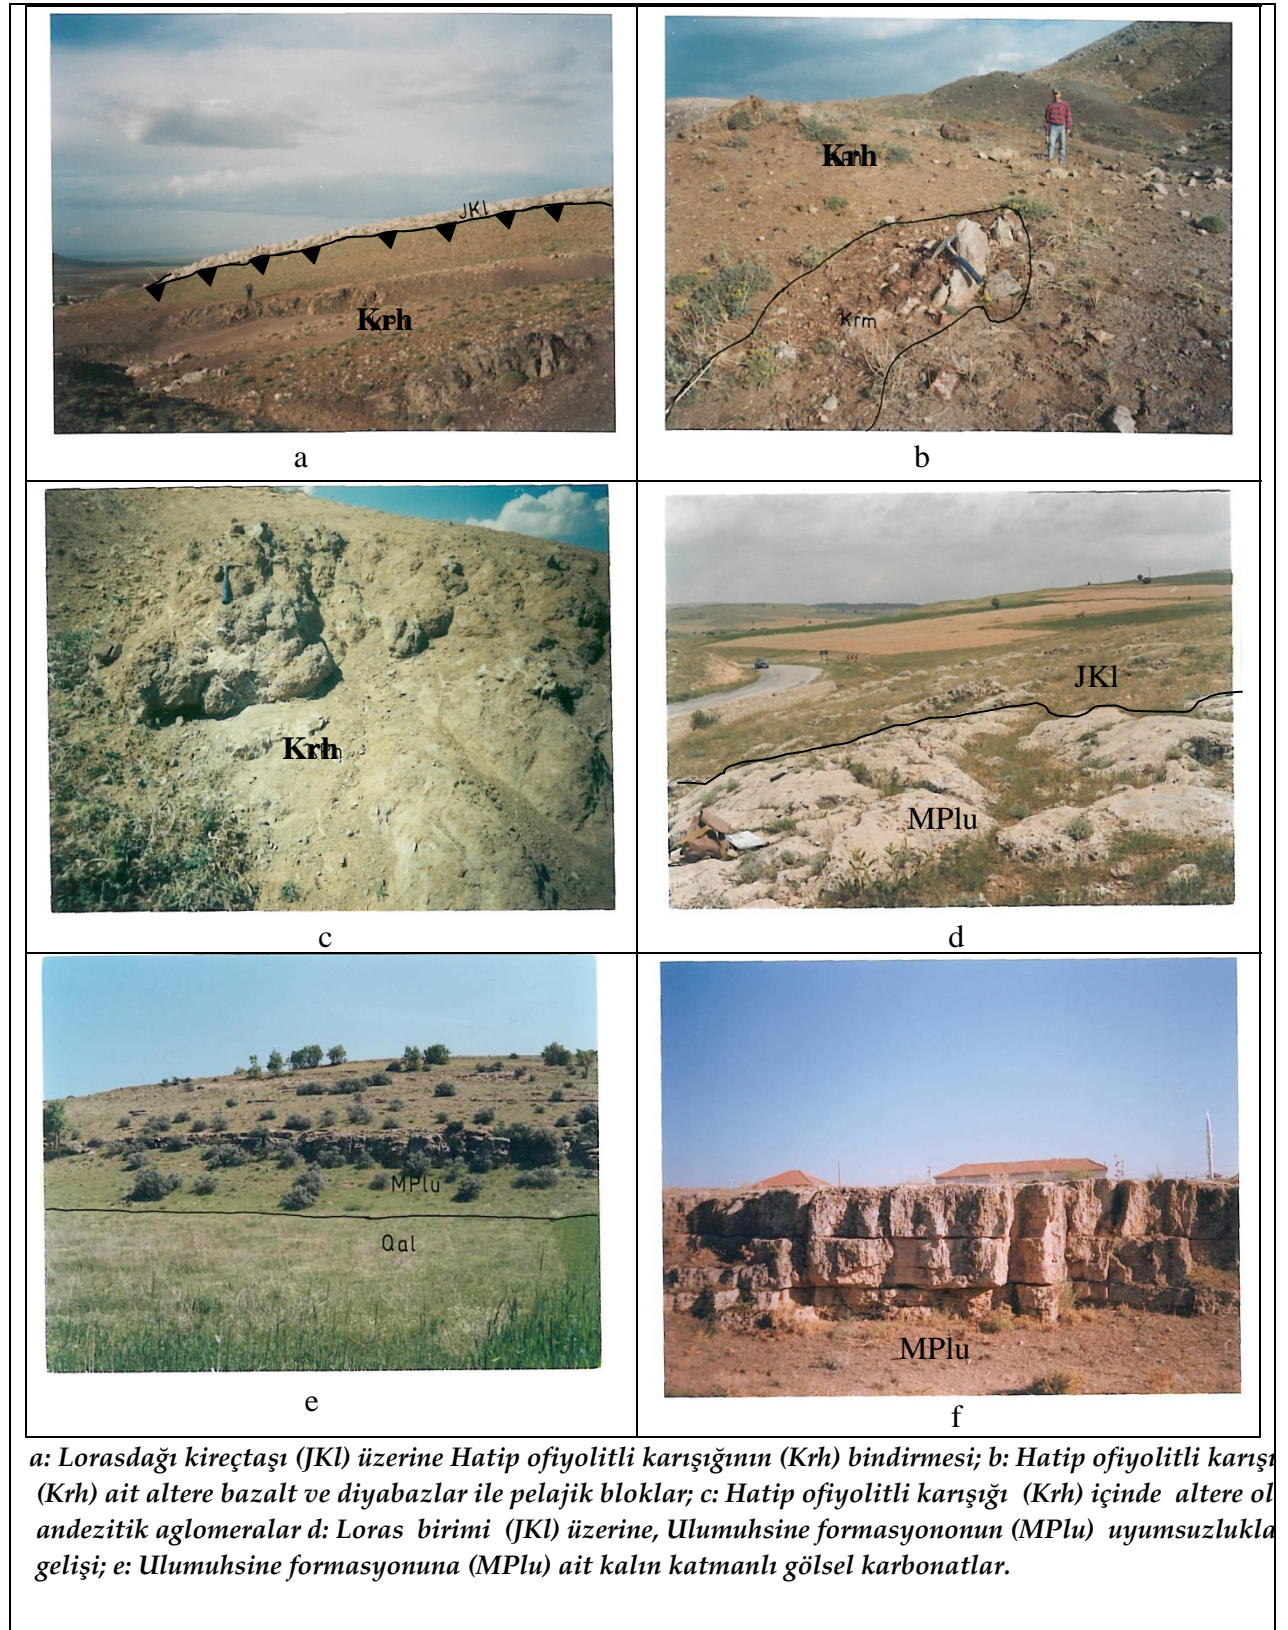 JKl
Krh
a
Krh
Krm
b
Krh
c
JKl
MPlu
d
MPlu
Qal
e
MPlu
f
a: Lorasdağı kireçtaşı (JKl) üzerine Hatip ofiyolitli karışığının (Krh) bindirmesi; b: Hatip ofiyolitli karışı
(Krh) ait altere bazalt ve diyabazlar ile pelajik bloklar; c: Hatip ofiyolitli karışığı (Krh) içinde altere ol
andezitik aglomeralar d: Loras birimi (JKl) üzerine, Ulumuhsine formasyononun (MPlu) uyumsuzlukla
gelişi; e: Ulumuhsine formasyonuna (MPlu) ait kalın katmanlı gölsel karbonatlar.